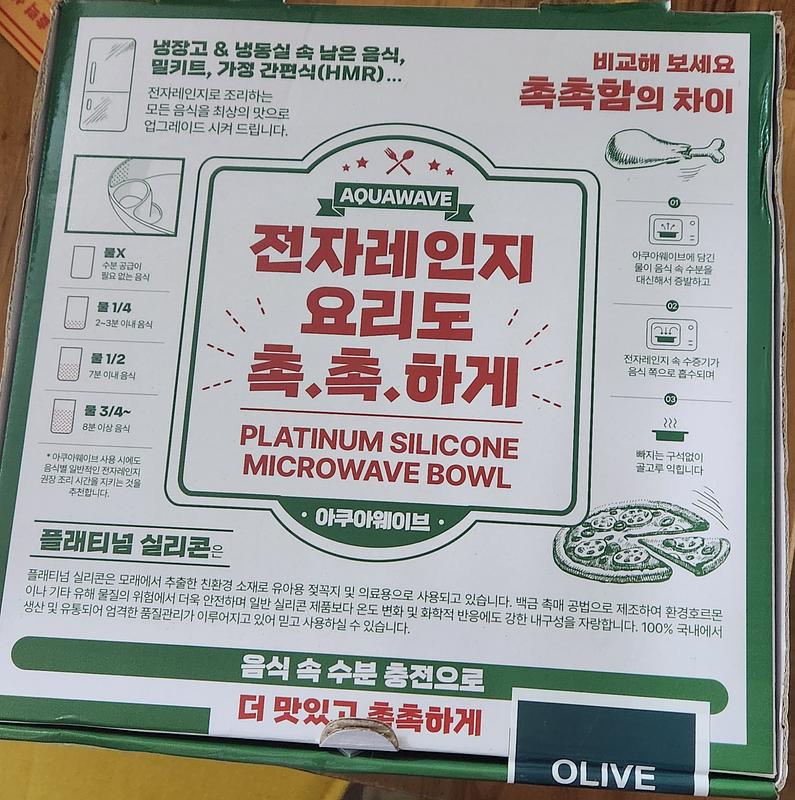 냉장고 & 냉동실 속 남은 음식,
밀키트, 가정 간편식(HMR)...
전자레인지로 조리하는
모든 음식을 최상의 맛으로
업그레이드 시켜 드립니다.
비교해 보세요
촉촉함의 차이
AQUAWAVE
전자레인지
요리도
촉.촉.하게
PLATINUM SILICONE
MICROWAVE BOWL
아쿠아웨이브
물X
수분 공급이
필요 없는 음식
물 1/4
2~3분 이내 음식
물 1/2
7분 이내 음식
물 3/4~
8분 이상 음식
* 아쿠아웨이브 사용 시에도
음식별 일반적인 전자레인지
권장 조리 시간을 지키는 것을
추천합니다.
01
아쿠아웨이브에 담긴
물이 음식 속 수분을
대신해서 증발하고
02
전자레인지 속 수증기가
음식 쪽으로 흡수되며
03
빠지는 구석없이
골고루 익힙니다
플래티넘 실리콘은
플래티넘 실리콘은 모래에서 추출한 친환경 소재로 유아용 젖꼭지 및 의료용으로 사용되고 있습니다. 백금 촉매 공법으로 제조하여 환경호르몬
이나 기타 유해 물질의 위험에서 더욱 안전하며 일반 실리콘 제품보다 온도 변화 및 화학적 반응에도 강한 내구성을 자랑합니다. 100% 국내에서
생산 및 유통되어 엄격한 품질관리가 이루어지고 있어 믿고 사용하실 수 있습니다.
음식 속 수분 충전으로
더 맛있고 촉촉하게
OLIVE